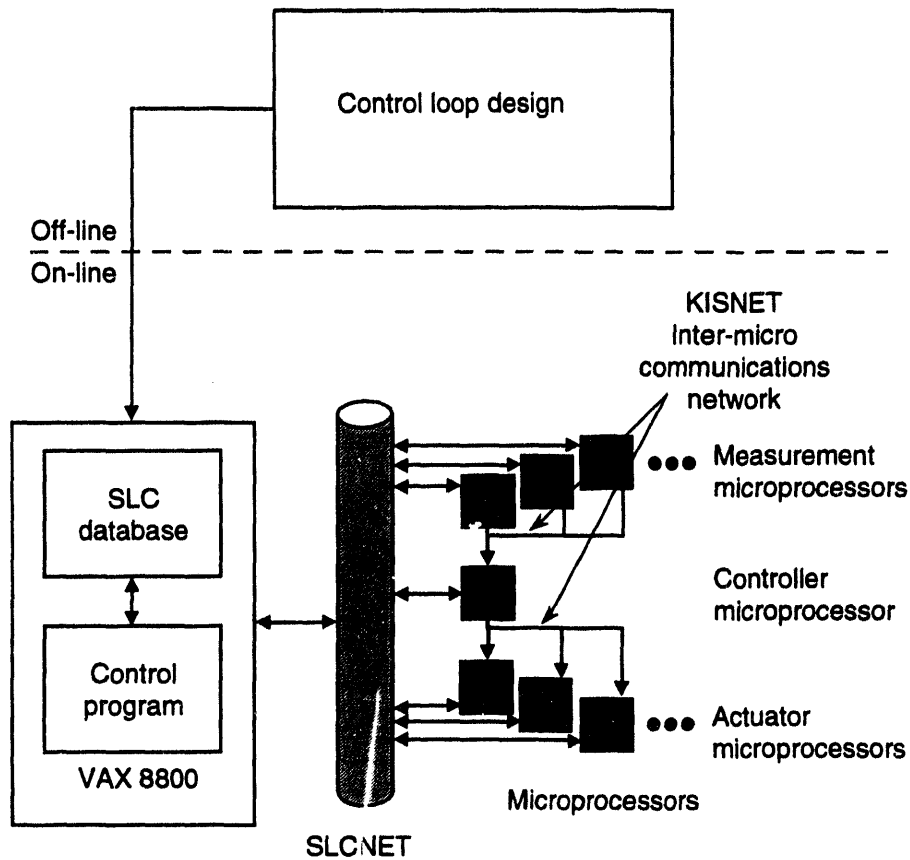 Control loop design
Off-line
On-line
KISNET
Inter-micro
communications
network
SLC
database
Control
program
VAX 8800
Measurement
microprocessors
Controller
microprocessor
Actuator
microprocessors
Microprocessors
SLCNET